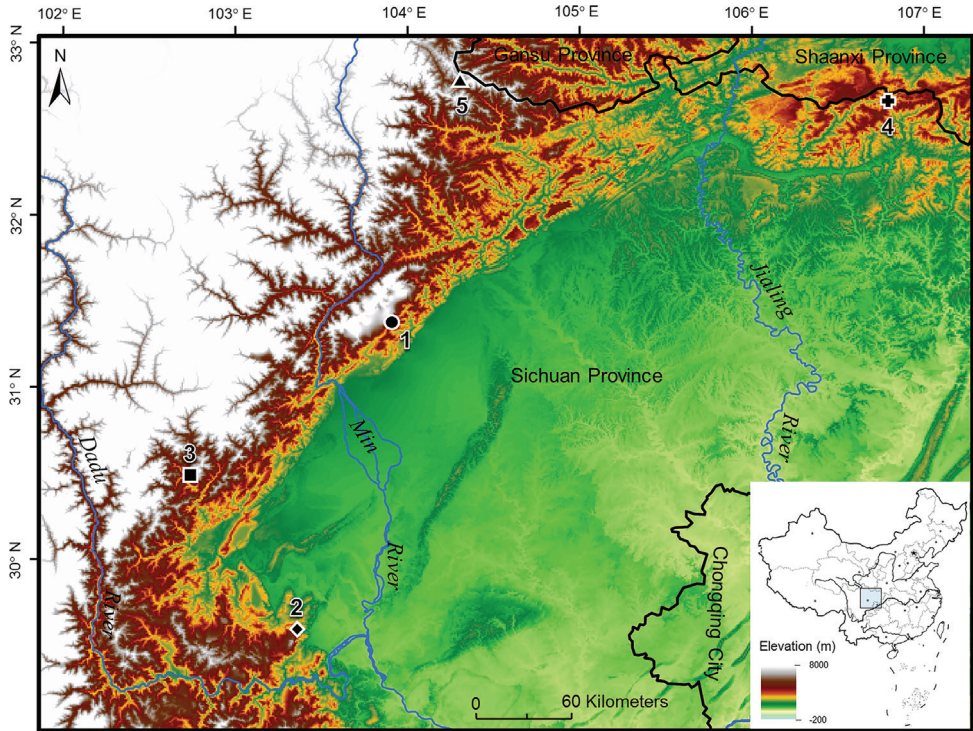 102° E
103° E
104° E
105° E
106° E
107° E
33° N
32° N
31° N
30° N
N
Gansu Province
Shaanxi Province
5
4
Jialing
River
1
Sichuan Province
Min
River
3
Dadu
River
2
Chongqing City
0 60 Kilometers
Elevation (m)
8000
-200